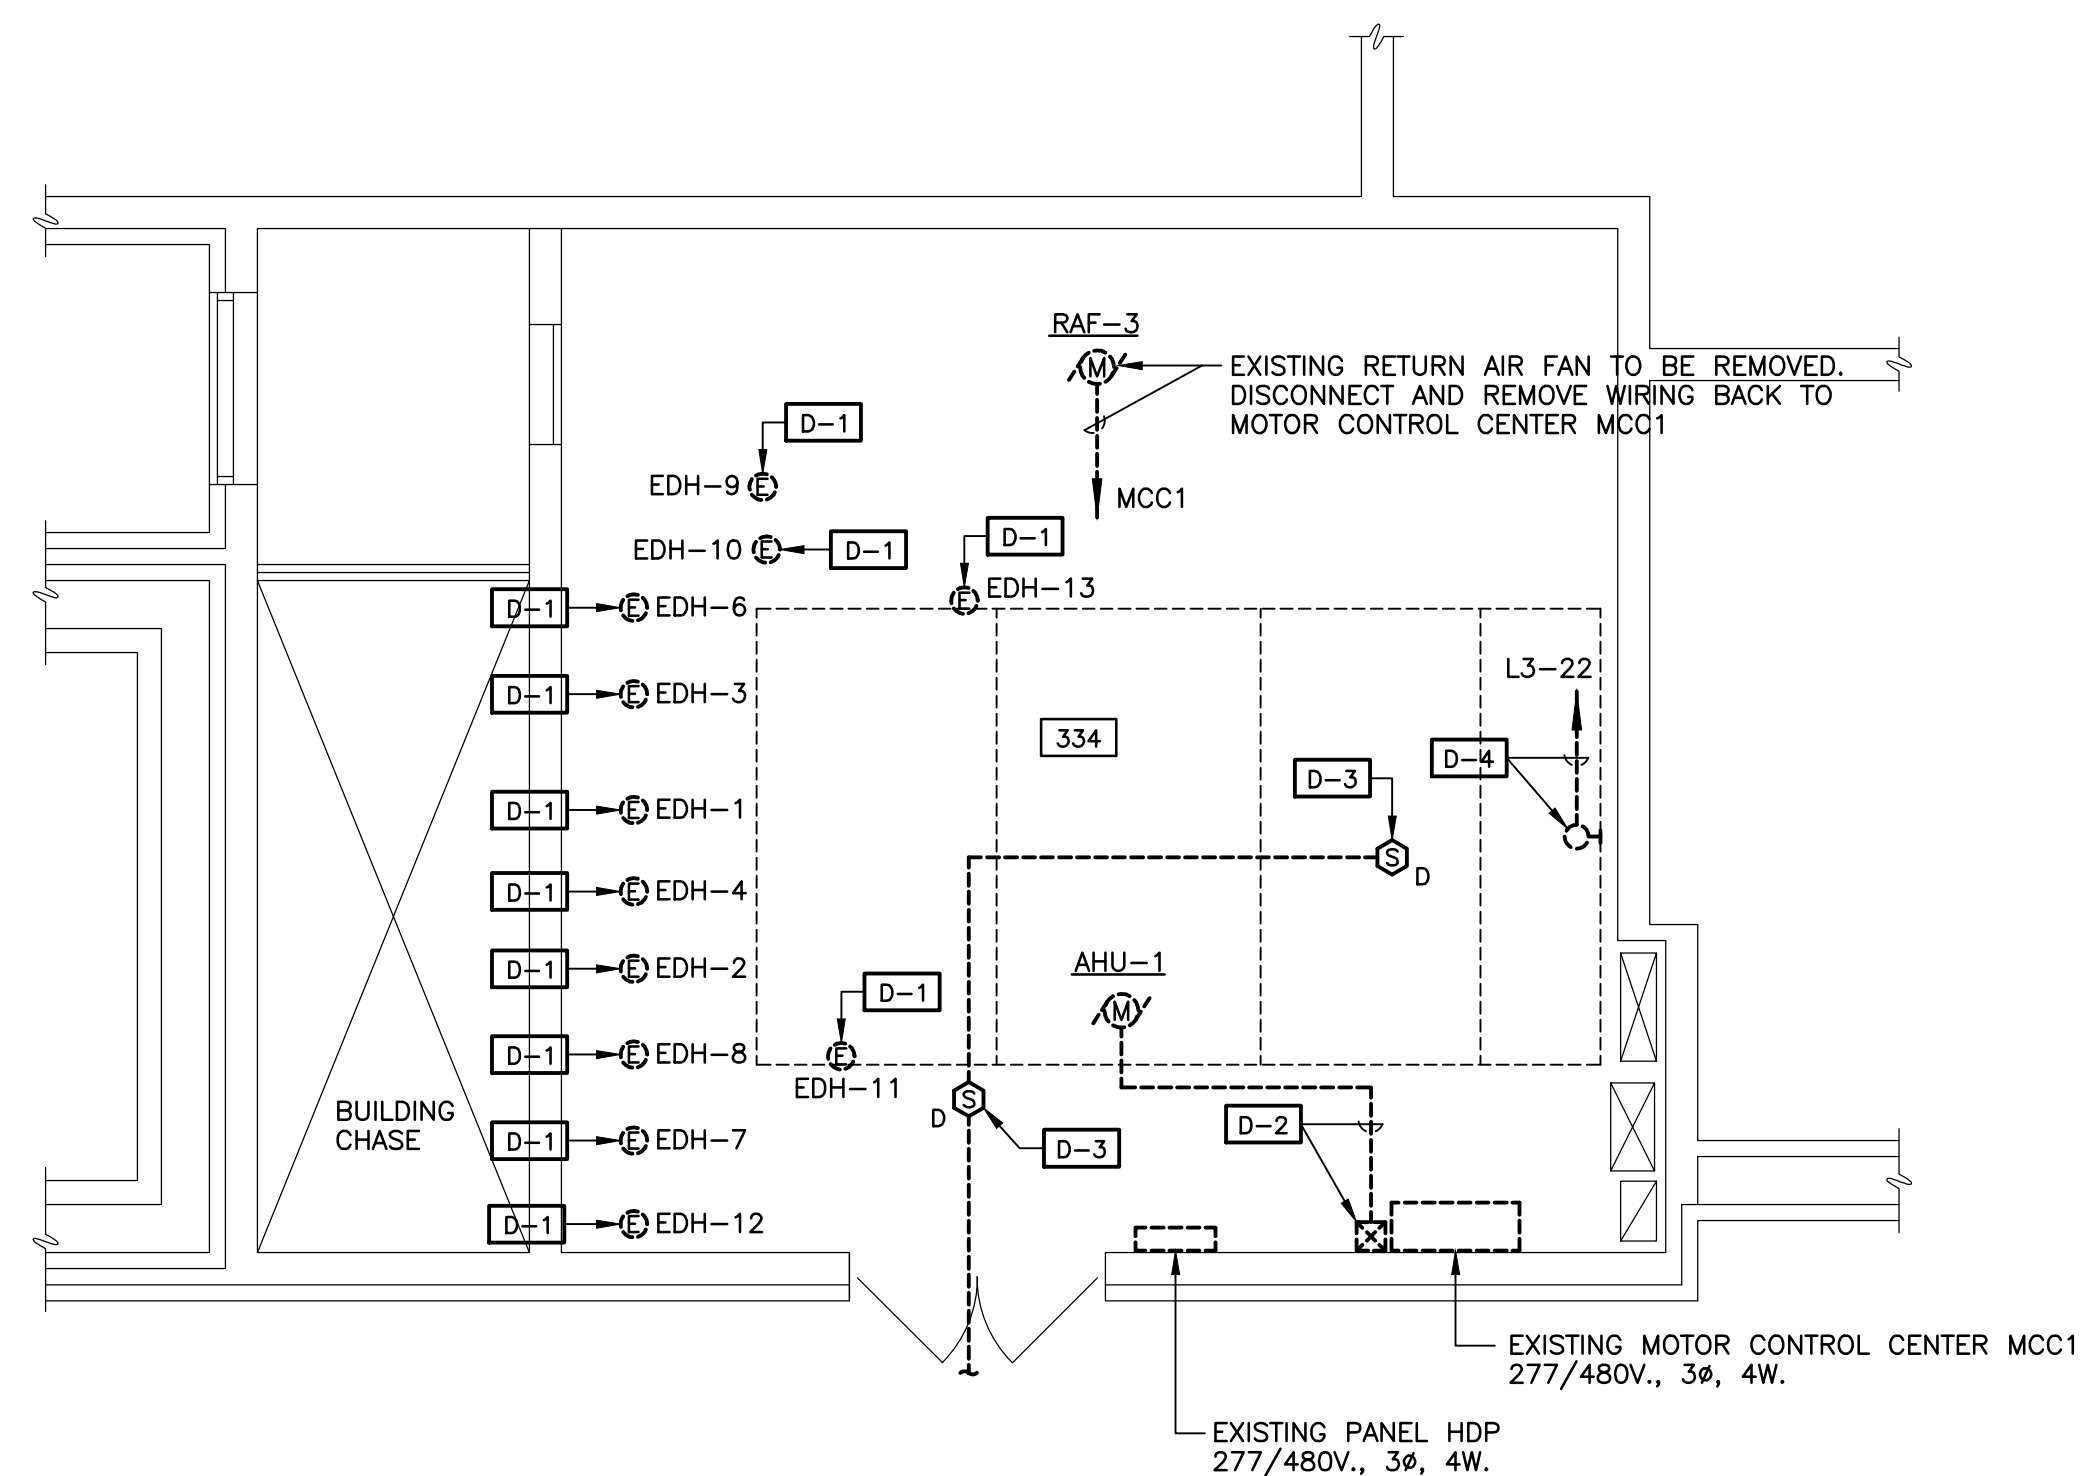 RAF-3
M
EXISTING RETURN AIR FAN TO BE REMOVED.
DISCONNECT AND REMOVE WIRING BACK TO
MOTOR CONTROL CENTER MCC1
MCC1
D-1
EDH-9 E
EDH-10 E
D-1
D-1
E EDH-13
D-1
E EDH-6
D-1
E EDH-3
D-1
E EDH-1
D-1
E EDH-4
D-1
E EDH-2
D-1
E EDH-8
D-1
E EDH-7
D-1
E EDH-12
334
L3-22
D-4
D-3
S
D
AHU-1
M
D-1
E
EDH-11
S
D
D-3
D-2
BUILDING
CHASE
EXISTING MOTOR CONTROL CENTER MCC1
277/480V., 3ø, 4W.
EXISTING PANEL HDP
277/480V., 3ø, 4W.